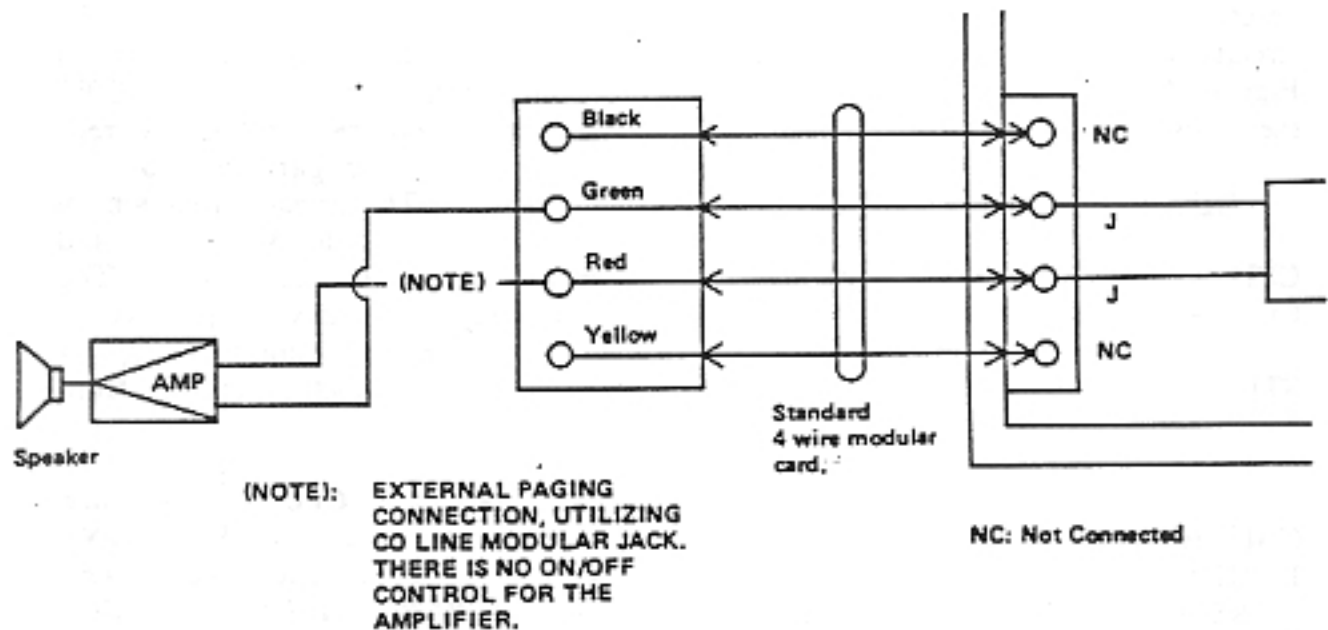 Black
NC
Green
J
Red
(NOTE)
J
Yellow
NC
AMP
Speaker
Standard
4 wire modular
card,
(NOTE): EXTERNAL PAGING
CONNECTION, UTILIZING
CO LINE MODULAR JACK.
THERE IS NO ON/OFF
CONTROL FOR THE
AMPLIFIER.
NC: Not Connected